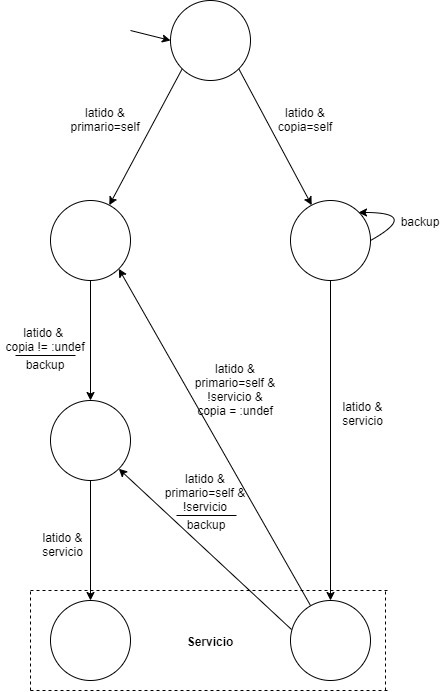 latido &
primario=self
latido &
copia=self
backup
latido &
copia != :undef
backup
latido &
primario=self &
!servicio &
copia = :undef
latido &
servicio
latido &
primario=self &
!servicio
backup
latido &
servicio
Servicio